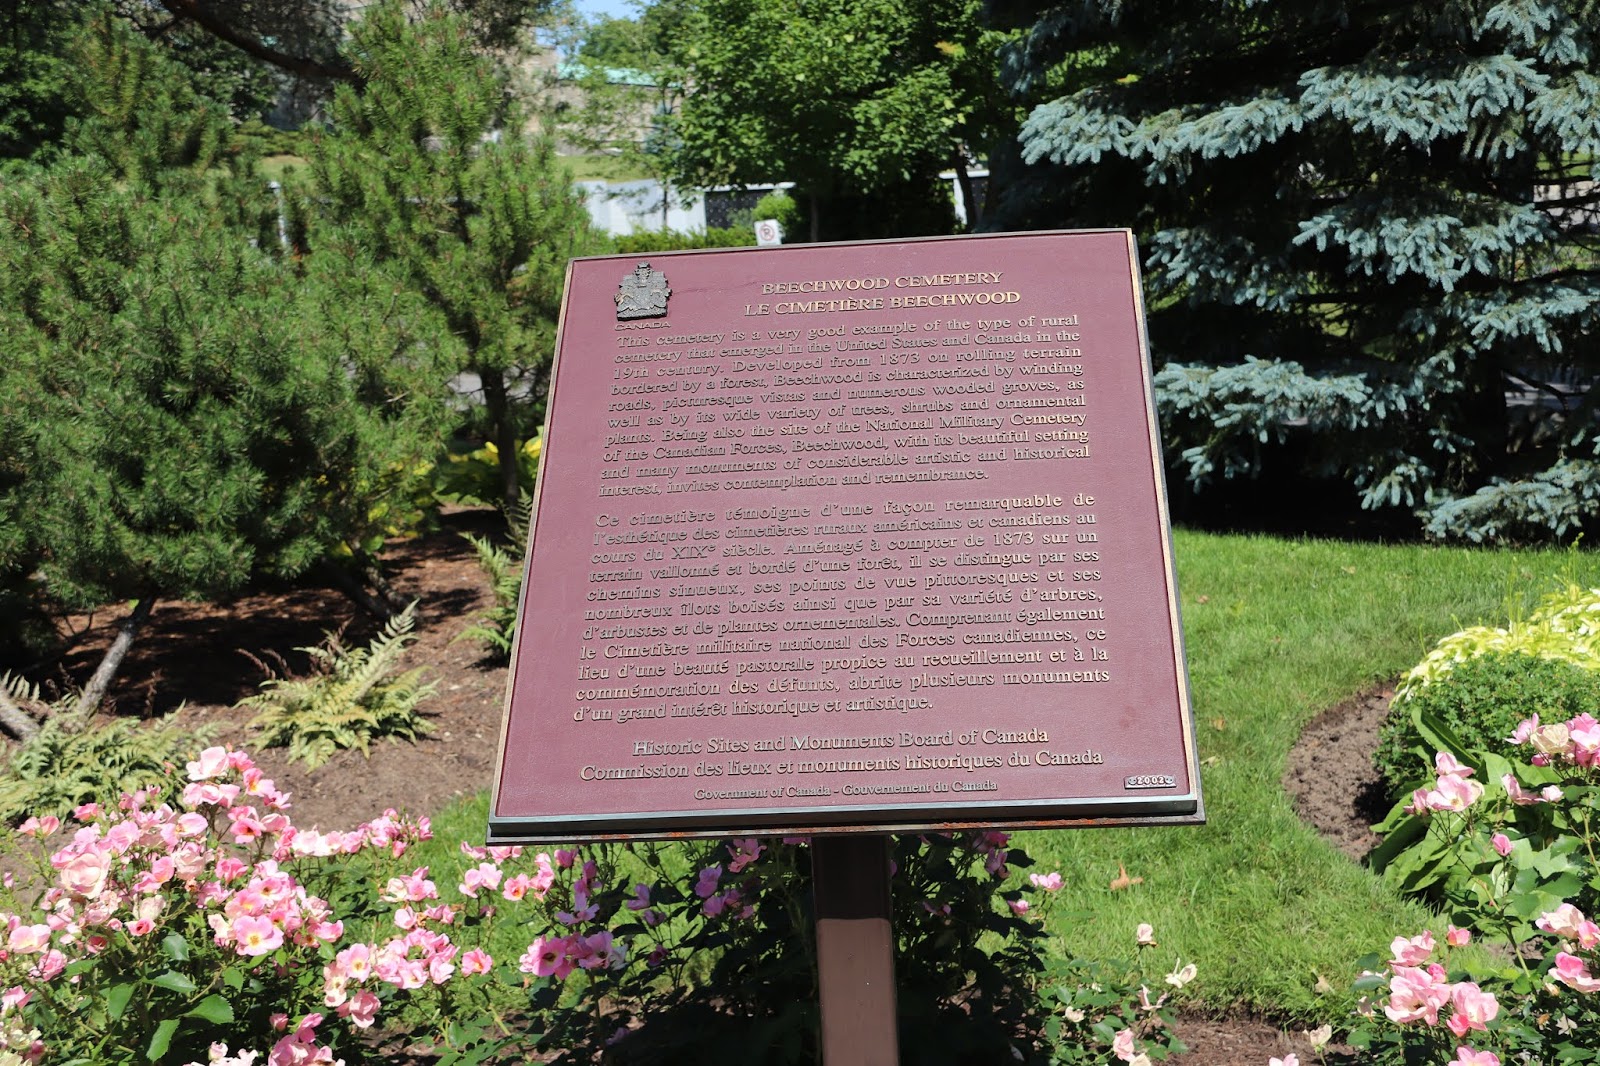 BEECHWOOD CEMETERY
LE CIMETIÈRE BEECHWOOD
CANADA
This cemetery is a very good example of the type of rural
cemetery that emerged in the United States and Canada in the
19th century. Developed from 1873 on rolling terrain
bordered by a forest, Beechwood is characterized by winding
roads, picturesque vistas and numerous wooded groves, as
well as by its wide variety of trees, shrubs and ornamental
plants. Being also the site of the National Military Cemetery
of the Canadian Forces, Beechwood, with its beautiful setting
and many monuments of considerable artistic and historical
interest, invites contemplation and remembrance.
Ce cimetière témoigne d'une façon remarquable de
l'esthétique des cimetières ruraux américains et canadiens au
cours du XIXe siècle. Aménagé à compter de 1873 sur un
terrain vallonné et bordé d'une forêt, il se distingue par ses
chemins sinueux, ses points de vue pittoresques et ses
nombreux îlots boisés ainsi que par sa variété d'arbres,
d'arbustes et de plantes ornementales. Comprenant également
le Cimetière militaire national des Forces canadiennes, ce
lieu d'une beauté pastorale propice au recueillement et à la
commémoration des défunts, abrite plusieurs monuments
d'un grand intérêt historique et artistique.
Historic Sites and Monuments Board of Canada
Commission des lieux et monuments historiques du Canada
Government of Canada - Gouvernement du Canada
2002